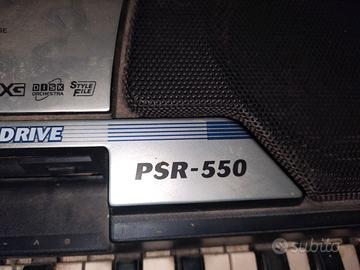 XG DISK ORCHESTRA STYLE FILE
DRIVE
PSR-550
subito